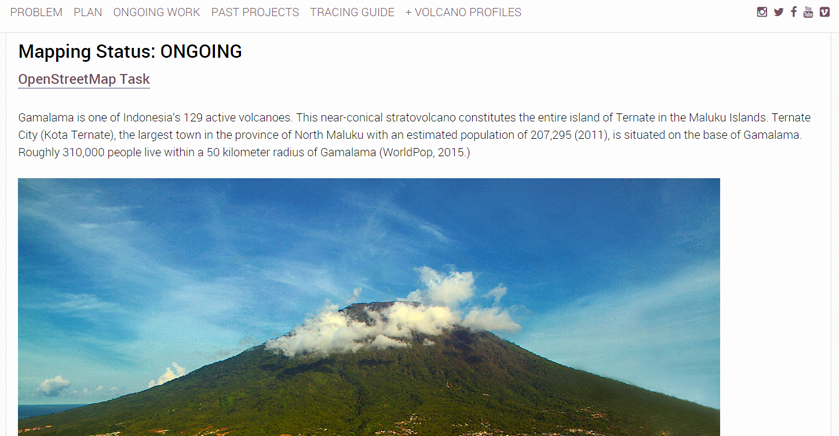 PROBLEM PLAN ONGOING WORK PAST PROJECTS TRACING GUIDE + VOLCANO PROFILES
Mapping Status: ONGOING
OpenStreetMap Task
Gamalama is one of Indonesia's 129 active volcanoes. This near-conical stratovolcano constitutes the entire island of Ternate in the Maluku Islands. Ternate
City (Kota Ternate), the largest town in the province of North Maluku with an estimated population of 207,295 (2011), is situated on the base of Gamalama.
Roughly 310,000 people live within a 50 kilometer radius of Gamalama (WorldPop, 2015.)